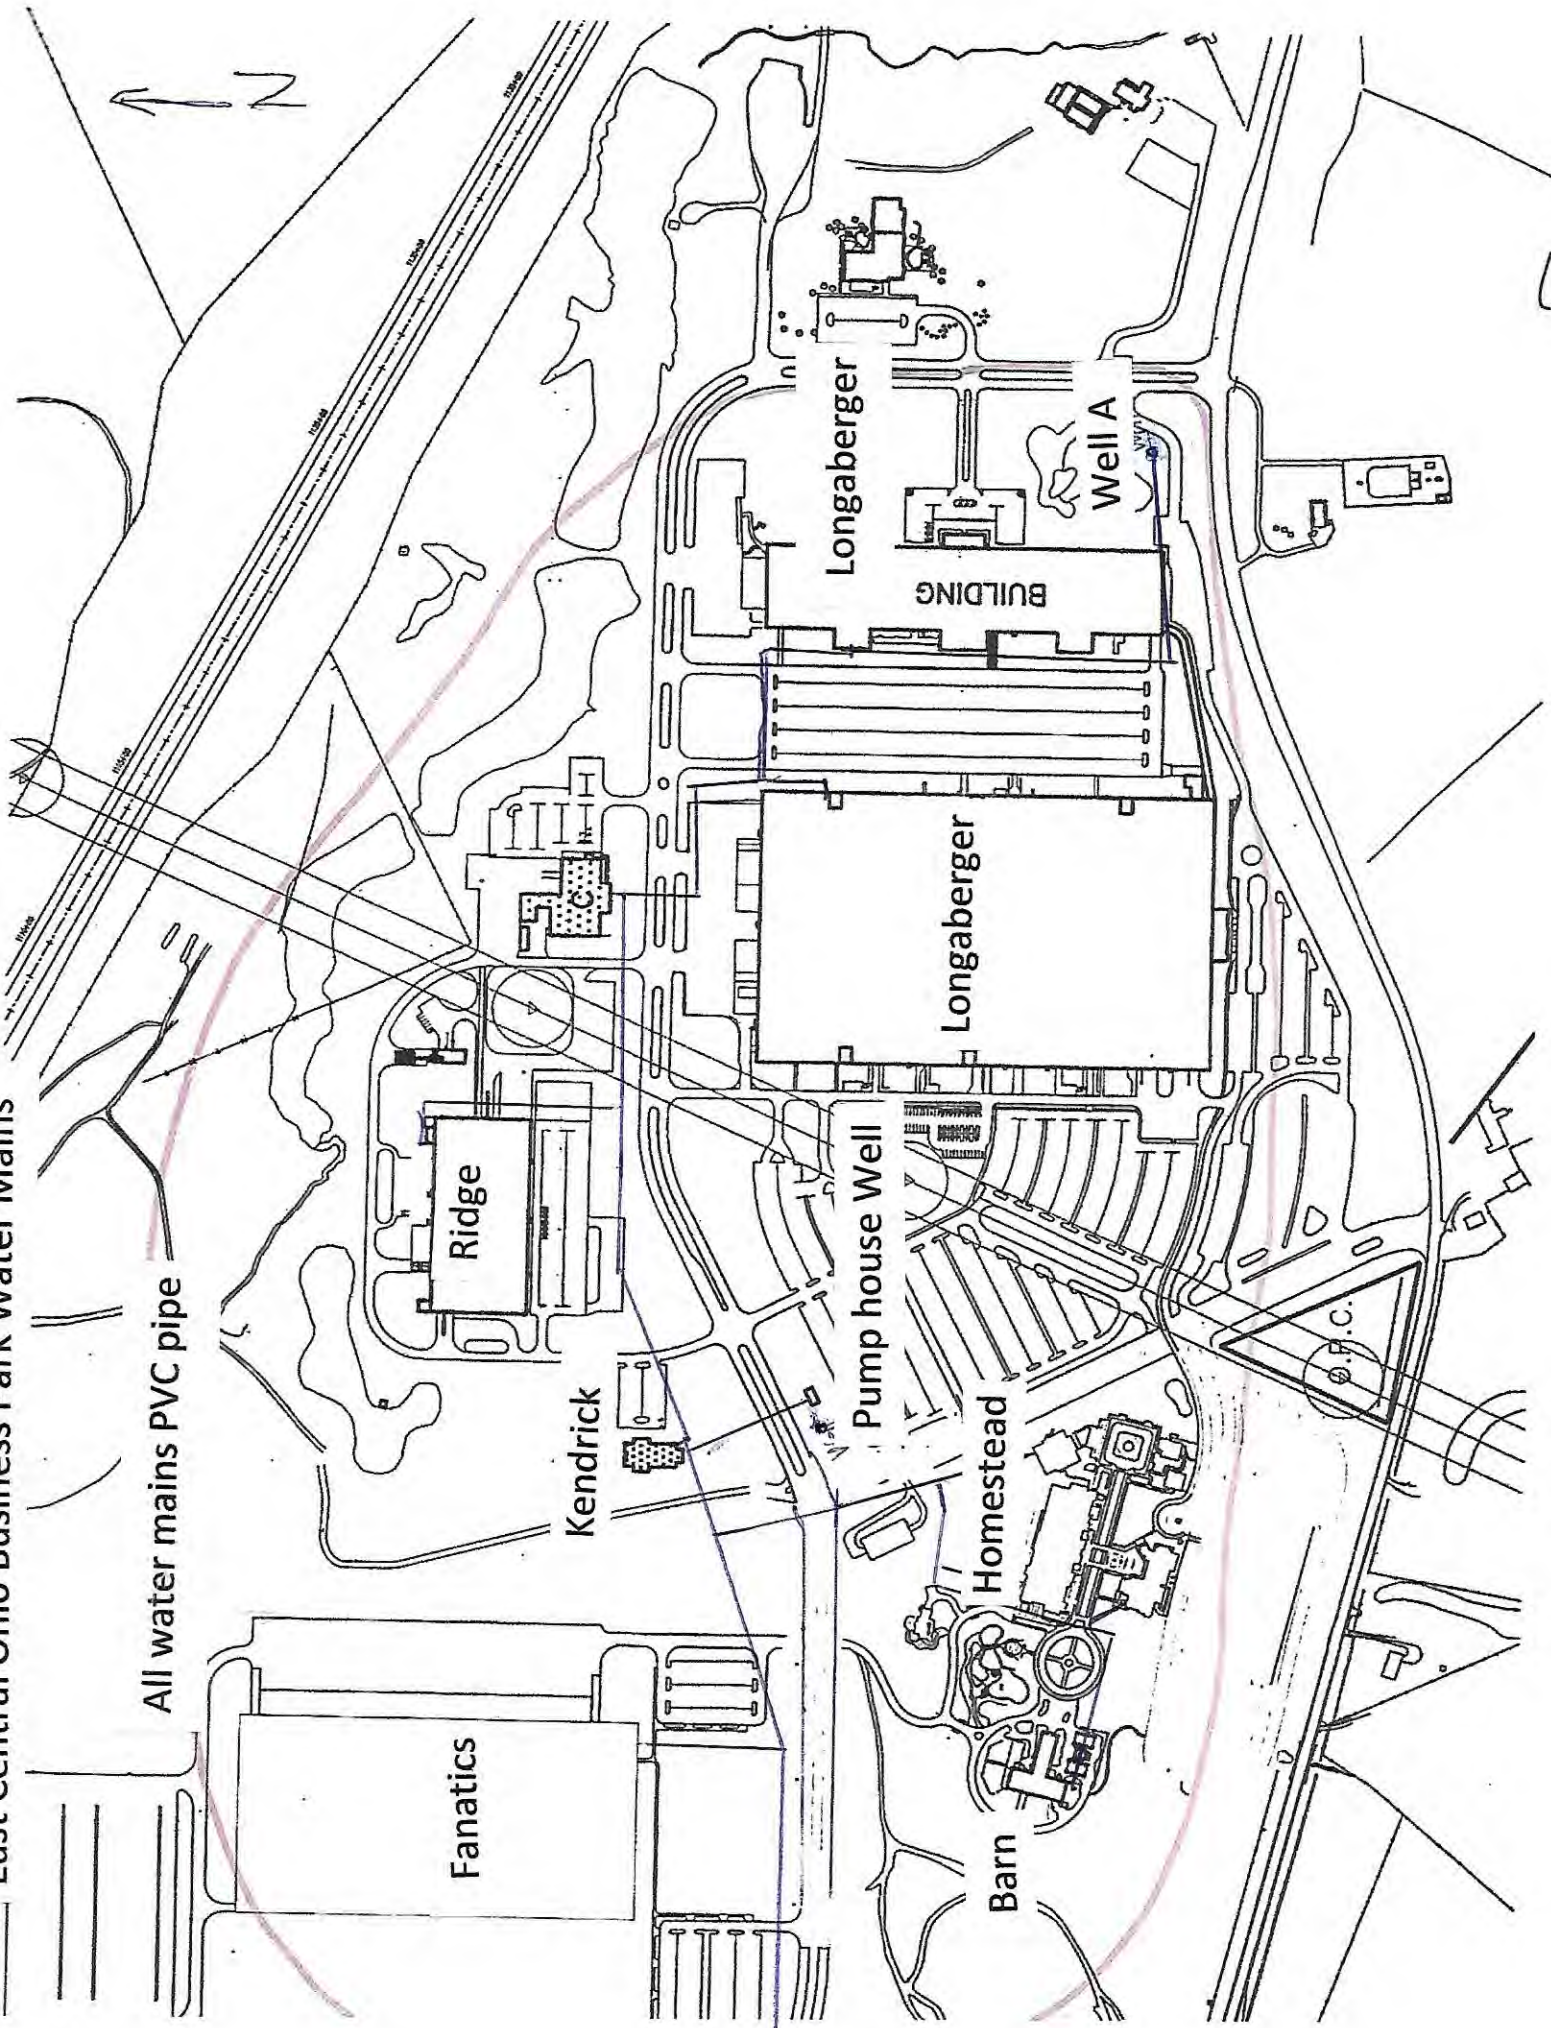 East Central Ohio Business Park Water Mains
All water mains PVC pipe
N
Fanatics
Kendrick
Ridge
C
Longaberger
BUILDING
Longaberger
Well A
Pump house Well
Homestead
Barn
O.P.C.